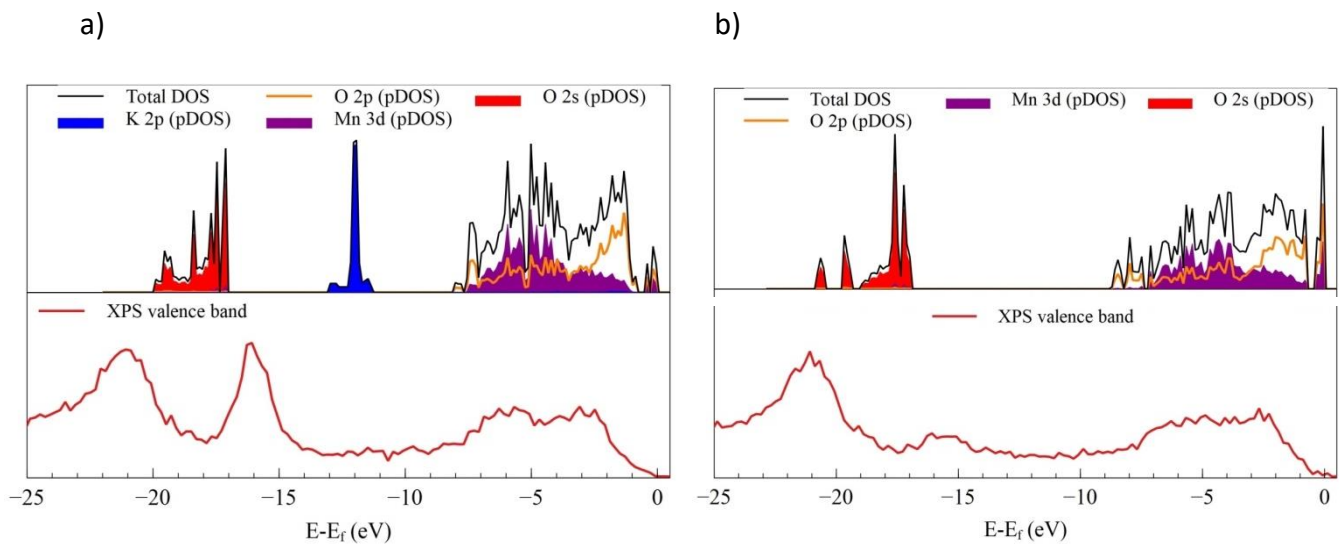 a)
b)
Total DOS O 2p (pDOS) O 2s (pDOS)
K 2p (pDOS) Mn 3d (pDOS)
XPS valence band
−25 −20 −15 −10 −5 0
E-Ef (eV)
Total DOS Mn 3d (pDOS) O 2s (pDOS)
O 2p (pDOS)
XPS valence band
−25 −20 −15 −10 −5 0
E-Ef (eV)